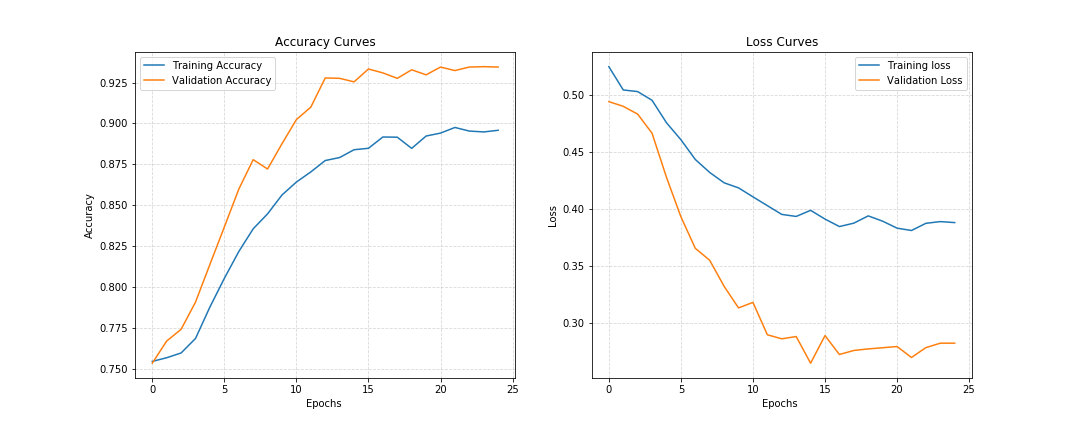 Accuracy Curves
Training Accuracy
Validation Accuracy
0.925
0.900
0.875
0.850
0.825
0.800
0.775
0.750
Accuracy
0 5 10 15 20 25
Epochs
Loss Curves
Training loss
Validation Loss
0.50
0.45
0.40
0.35
0.30
Loss
0 5 10 15 20 25
Epochs